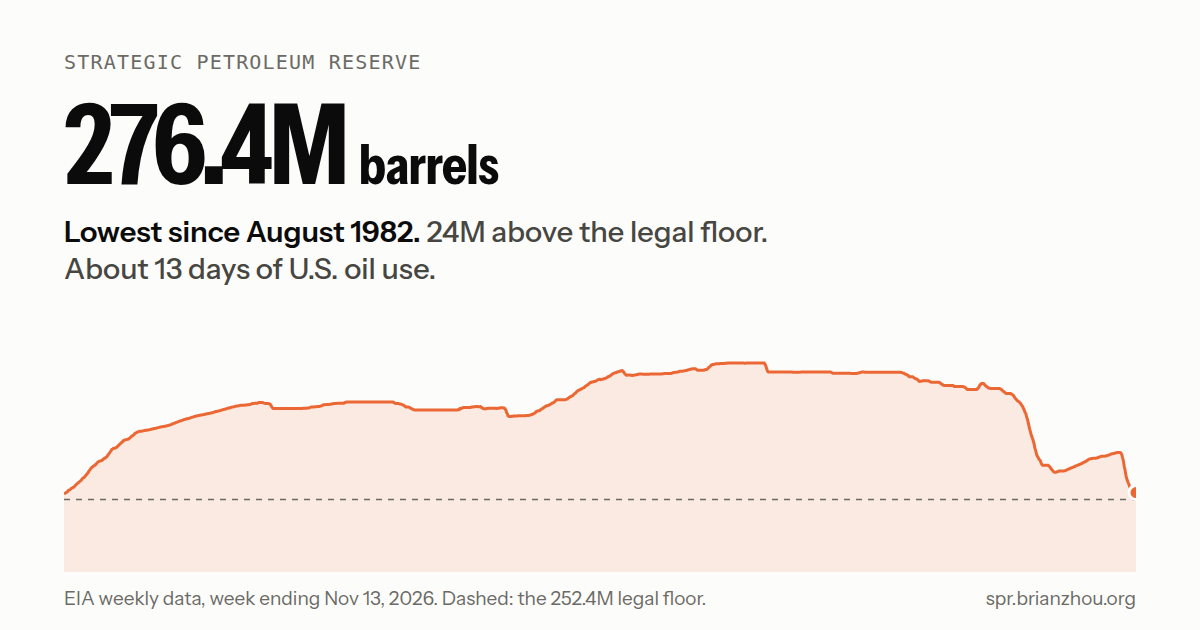 STRATEGIC PETROLEUM RESERVE
276.4M barrels
Lowest since August 1982. 24M above the legal floor.
About 13 days of U.S. oil use.
EIA weekly data, week ending Nov 13, 2026. Dashed: the 252.4M legal floor.
spr.brianzhou.org